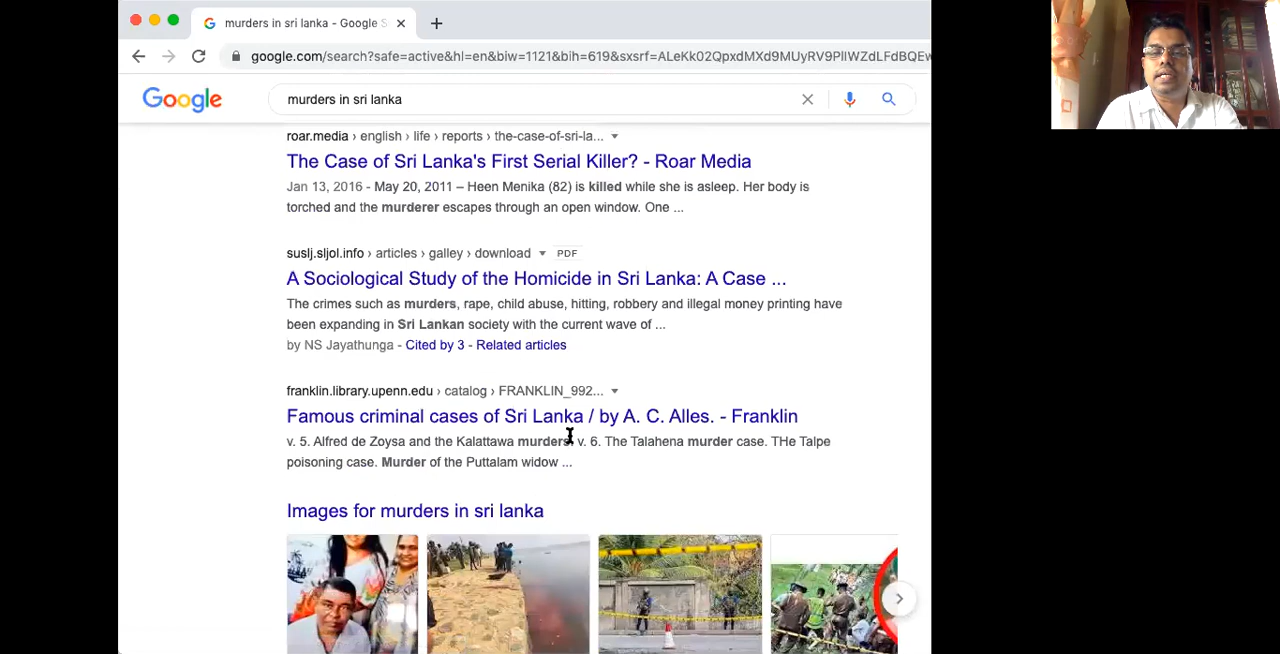 murders in sri lanka - Google S
google.com/search?safe=active&hl=en&biw=1121&bih=619&sxsrf=
Google
murders in sri lanka
roar.media › english › life › reports › the-case-of-sri-la...
The Case of Sri Lanka's First Serial Killer? - Roar Media
Jan 13, 2016 - May 20, 2011 – Heen Menika (82) is killed while she is asleep. Her body is
torched and the murderer escapes through an open window. One ...
suslj.sljol.info › articles › galley › download PDF
A Sociological Study of the Homicide in Sri Lanka: A Case ...
The crimes such as murders, rape, child abuse, hitting, robbery and illegal money printing have
been expanding in Sri Lankan society with the current wave of ...
by NS Jayathunga - Cited by 3 - Related articles
franklin.library.upenn.edu › catalog › FRANKLIN_992...
Famous criminal cases of Sri Lanka / by A. C. Alles. - Franklin
v. 5. Alfred de Zoysa and the Kalattawa murders, v. 6. The Talahena murder case. THe Talpe
poisoning case. Murder of the Puttalam widow ...
Images for murders in sri lanka